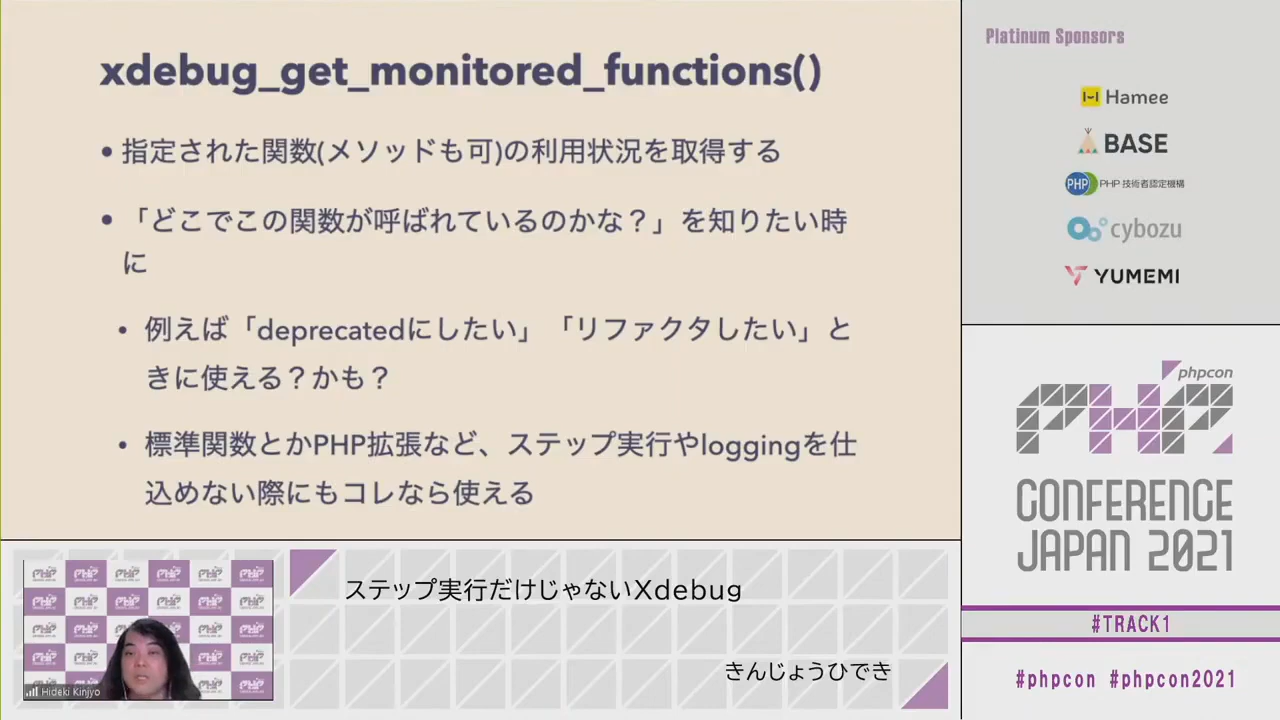 xdebug_get_monitored_functions()
• 指定された関数(メソッドも可)の利用状況を取得する
• 「どこでこの関数が呼ばれているのかな？」を知りたい時
に
• 例えば「deprecatedにしたい」「リファクタしたい」と
きに使える？かも？
• 標準関数とかPHP拡張など、ステップ実行やloggingを仕
込めない際にもコレなら使える
Platinum Sponsors
Hamee
BASE
PHP PHP 技術者認定機構
cybozu
YUMEMI
phpcon
PHP
CONFERENCE
JAPAN 2021
#TRACK1
#phpcon #phpcon2021
ステップ実行だけじゃないXdebug
きんじょうひでき
Hideki Kinjyo